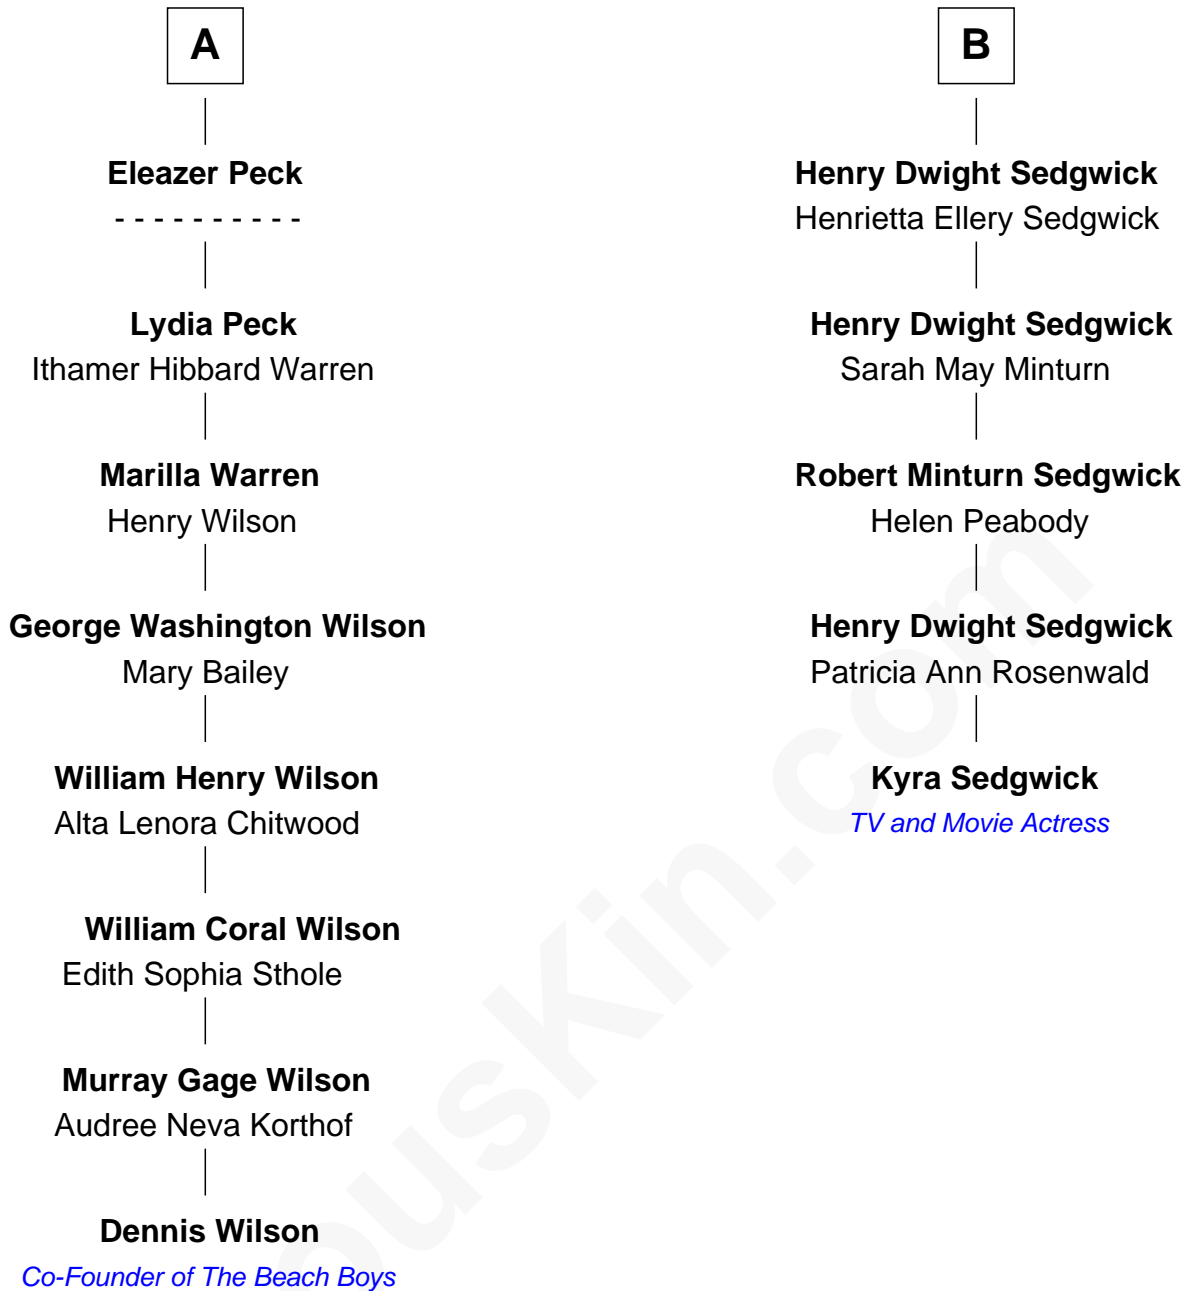 A
Eleazer Peck
- - - - - - - - - -
Lydia Peck
Ithamer Hibbard Warren
Marilla Warren
Henry Wilson
George Washington Wilson
Mary Bailey
William Henry Wilson
Alta Lenora Chitwood
William Coral Wilson
Edith Sophia Sthole
Murray Gage Wilson
Audree Neva Korthof
Dennis Wilson
Co-Founder of The Beach Boys
B
Henry Dwight Sedgwick
Henrietta Ellery Sedgwick
Henry Dwight Sedgwick
Sarah May Minturn
Robert Minturn Sedgwick
Helen Peabody
Henry Dwight Sedgwick
Patricia Ann Rosenwald
Kyra Sedgwick
TV and Movie Actress
ousKin.com